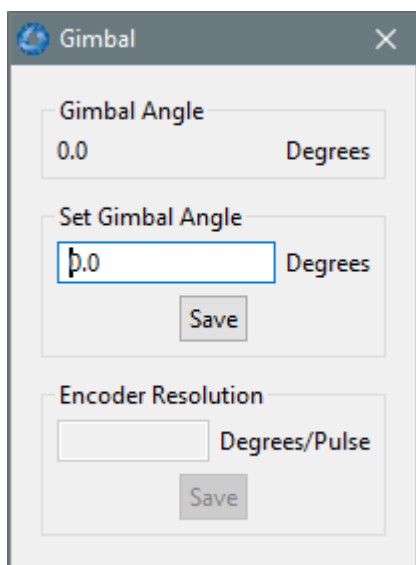 Gimbal
Gimbal Angle
0.0 Degrees
Set Gimbal Angle
0.0 Degrees
Save
Encoder Resolution
Degrees/Pulse
Save